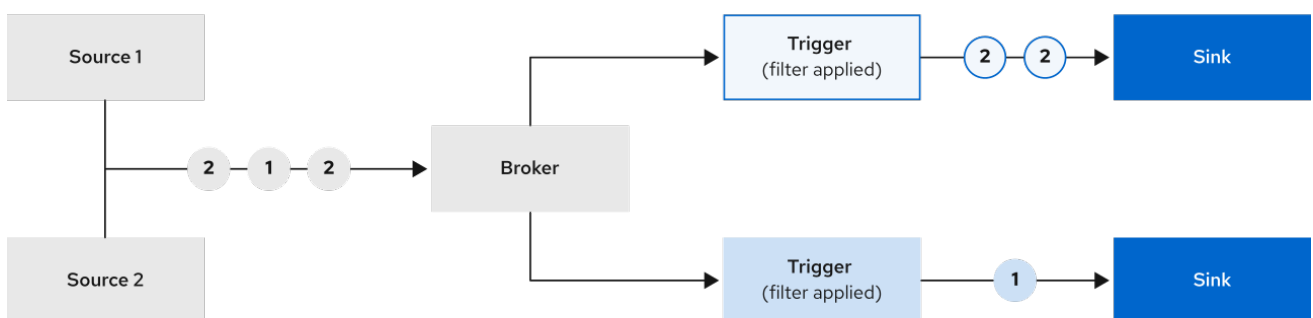 Source 1
Trigger
(filter applied)
2
2
Sink
2
1
2
Broker
Source 2
Trigger
(filter applied)
1
Sink